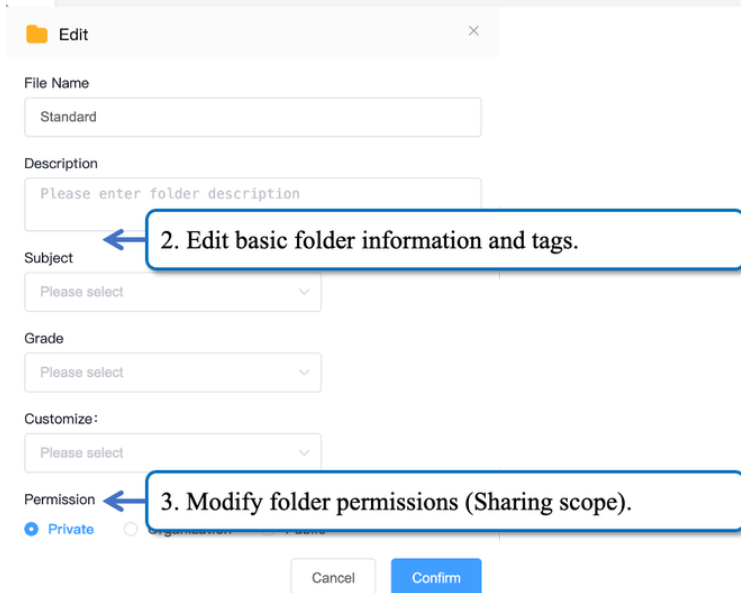 Edit
File Name
Standard
Description
Please enter folder description
2. Edit basic folder information and tags.
Subject
Please select
Grade
Please select
Customize:
Please select
Permission
3. Modify folder permissions (Sharing scope).
Private
Cancel Confirm